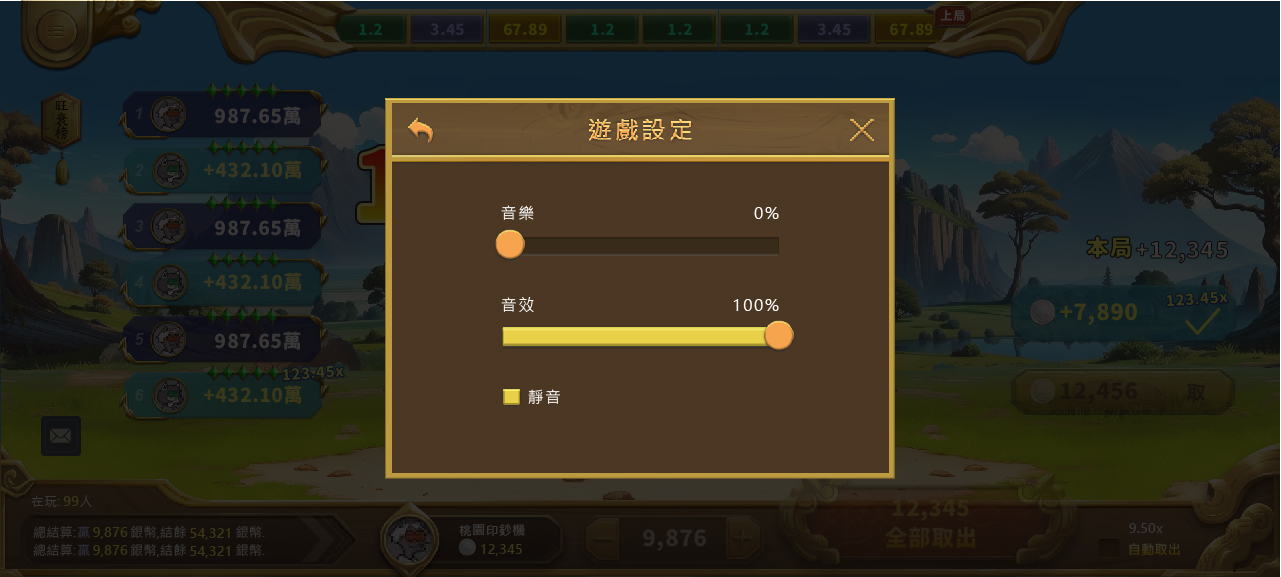 1.2 3.45 67.89 1.2 1.2 1.2 3.45 67.89 上局
旺衰榜
1 987.65萬
2 +432.10萬
3 987.65萬
4 +432.10萬
5 987.65萬
6 +432.10萬 123.45x
遊戲設定
音樂 0%
音效 100%
靜音
本局+12,345
+7,890 123.45x
12,456 取
在玩: 99人
總結算:贏 9,876 銀幣,結餘 54,321 銀幣.
總結算:贏 9,876 銀幣,結餘 54,321 銀幣.
桃園印鈔機
12,345
9,876
12,345
全部取出
9.50x
自動取出